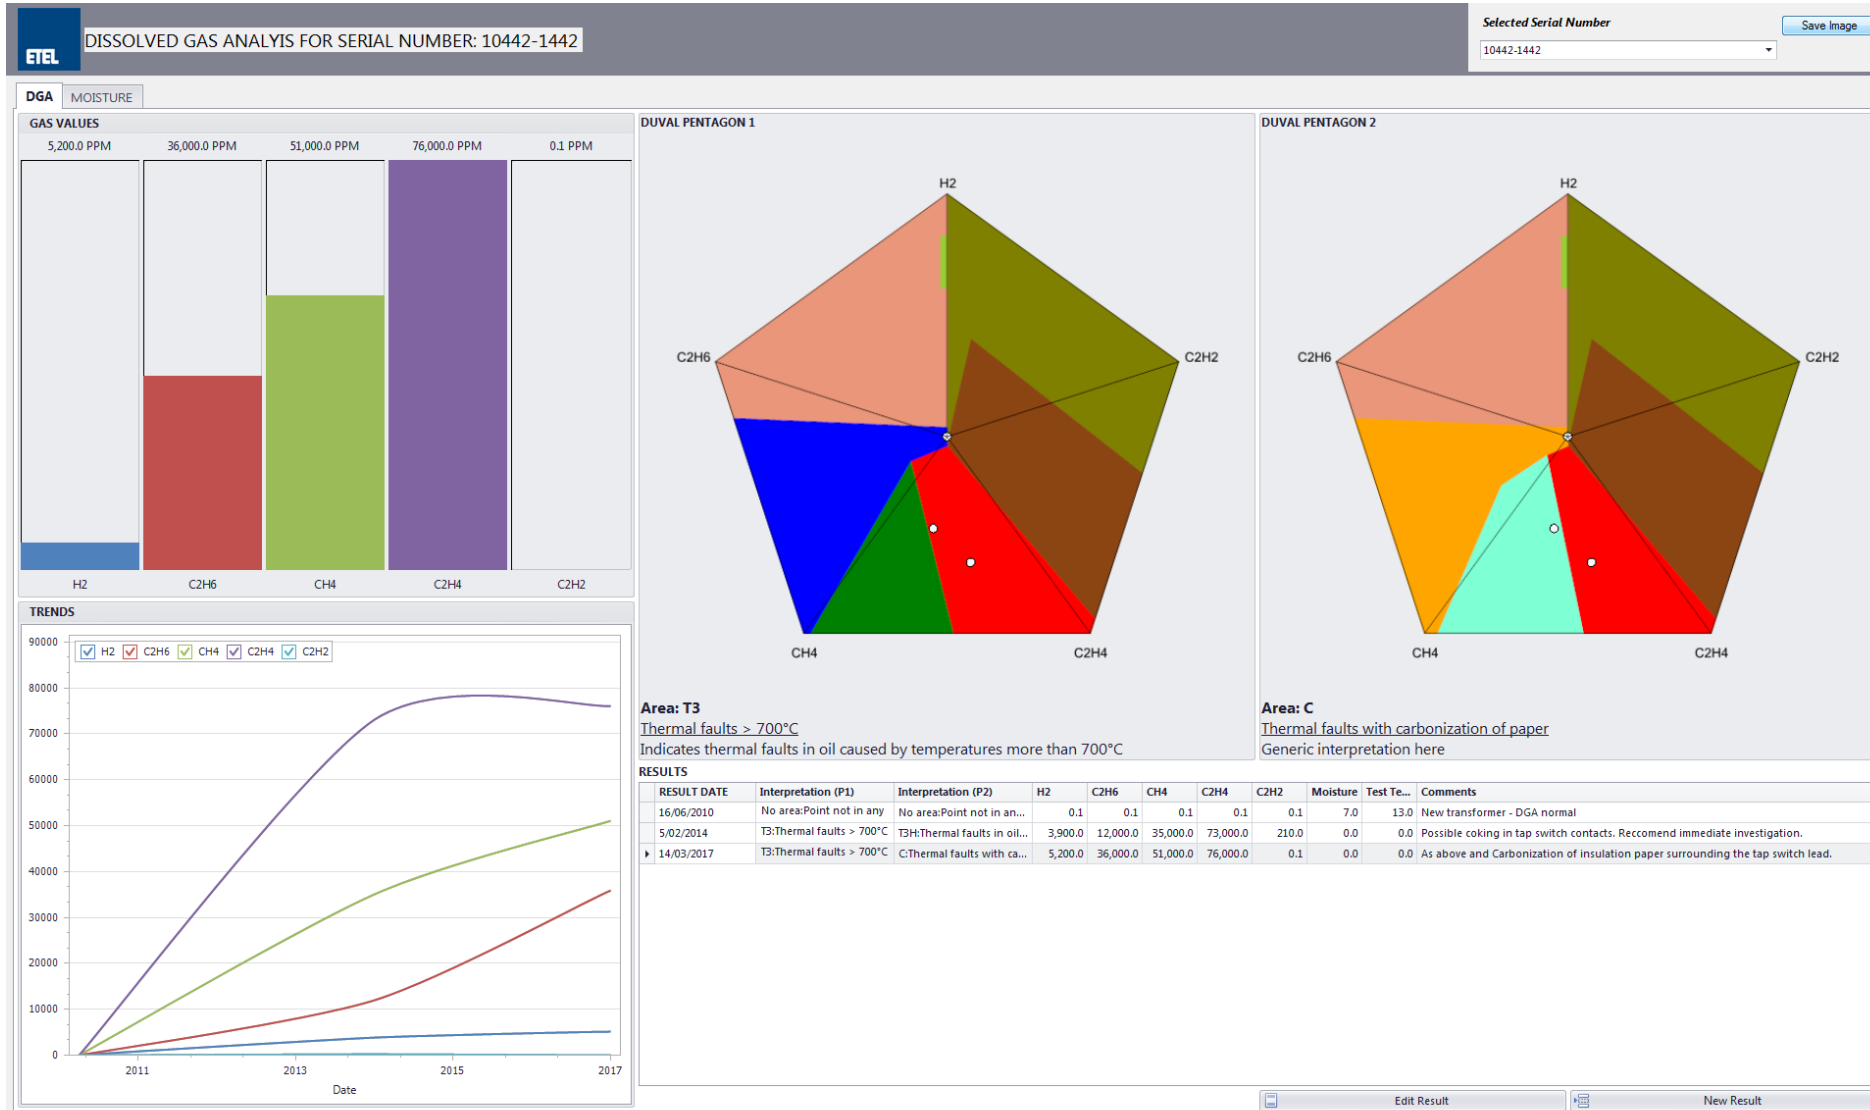 ETEL
DISSOLVED GAS ANALYIS FOR SERIAL NUMBER: 10442-1442
Selected Serial Number
Save Image
10442-1442
DGA MOISTURE
GAS VALUES
5,200.0 PPM 36,000.0 PPM 51,000.0 PPM 76,000.0 PPM 0.1 PPM
H2 C2H6 CH4 C2H4 C2H2
TRENDS
H2 C2H6 CH4 C2H4 C2H2
90000
80000
70000
60000
50000
40000
30000
20000
10000
0
2011 2013 2015 2017
Date
DUVAL PENTAGON 1
H2
C2H6 C2H2
CH4 C2H4
Area: T3
Thermal faults > 700°C
Indicates thermal faults in oil caused by temperatures more than 700°C
DUVAL PENTAGON 2
H2
C2H6 C2H2
CH4 C2H4
Area: C
Thermal faults with carbonization of paper
Generic interpretation here
RESULTS
RESULT DATE Interpretation (P1) Interpretation (P2) H2 C2H6 CH4 C2H4 C2H2 Moisture Test Te... Comments
16/06/2010 No area:Point not in any No area:Point not in an... 0.1 0.1 0.1 0.1 0.1 7.0 13.0 New transformer - DGA normal
5/02/2014 T3:Thermal faults > 700°C T3H:Thermal faults in oil... 3,900.0 12,000.0 35,000.0 73,000.0 210.0 0.0 0.0 Possible coking in tap switch contacts. Reccomend immediate investigation.
14/03/2017 T3:Thermal faults > 700°C C:Thermal faults with ca... 5,200.0 36,000.0 51,000.0 76,000.0 0.1 0.0 0.0 As above and Carbonization of insulation paper surrounding the tap switch lead.
Edit Result New Result